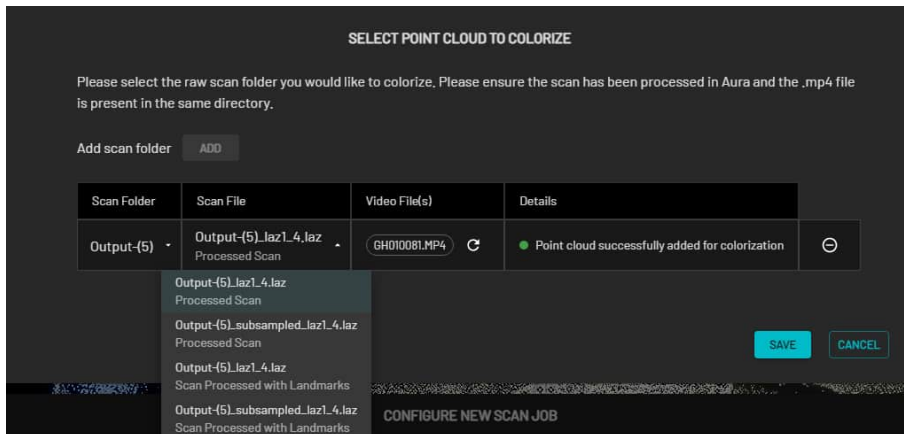 SELECT POINT CLOUD TO COLORIZE
Please select the raw scan folder you would like to colorize. Please ensure the scan has been processed in Aura and the .mp4 file
is present in the same directory.
Add scan folder ADD
Scan Folder Scan File Video File(s) Details
Output-(5) Output-(5)_laz1_4.laz GH010081.MP4 Point cloud successfully added for colorization
Processed Scan
Output-(5)_laz1_4.laz
Processed Scan
Output-(5)_subsampled_laz1_4.laz
Processed Scan
Output-(5)_laz1_4.laz
Scan Processed with Landmarks
Output-(5)_subsampled_laz1_4.laz
Scan Processed with Landmarks
SAVE CANCEL
CONFIGURE NEW SCAN JOB